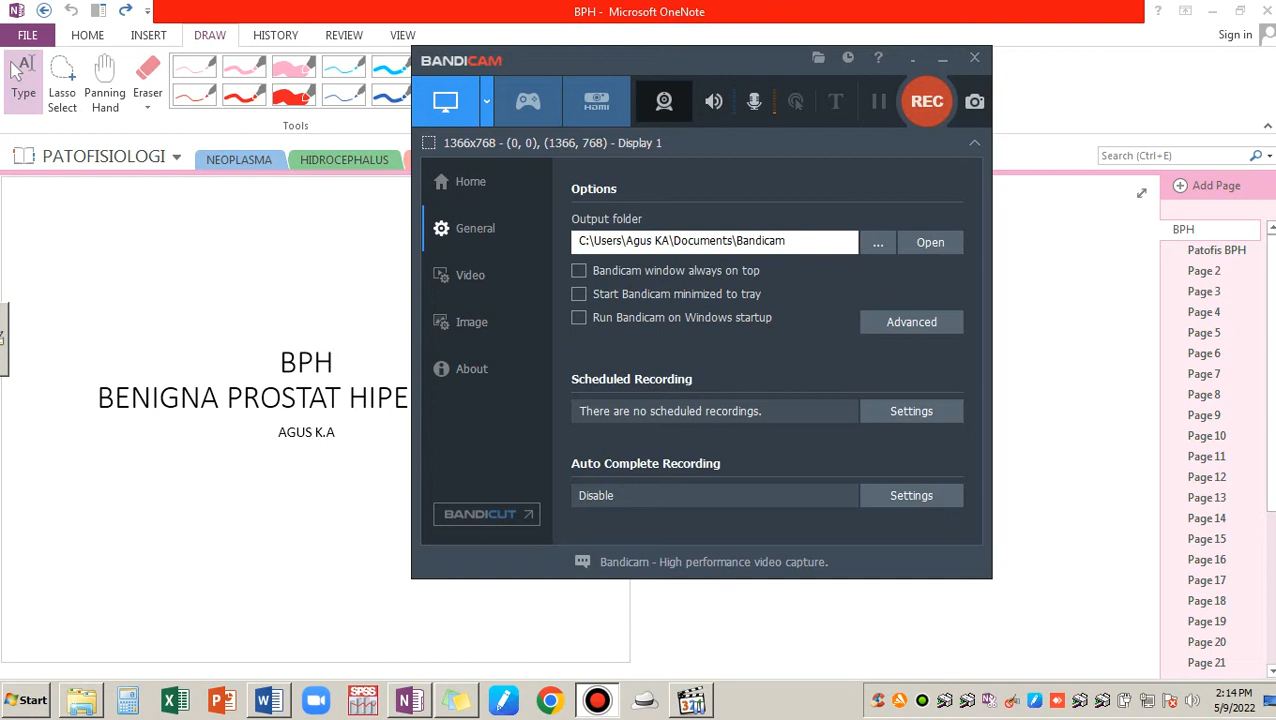 BPH - Microsoft OneNote
FILE HOME INSERT DRAW HISTORY REVIEW VIEW
Sign in
Type
Lasso Select
Panning Hand
Eraser
Tools
PATOFISIOLOGI
NEOPLASMA
HIDROCEPHALUS
Search (Ctrl+E)
Add Page
BPH
Patofis BPH
Page 2
Page 3
Page 4
Page 5
Page 6
Page 7
Page 8
Page 9
Page 10
Page 11
Page 12
Page 13
Page 14
Page 15
Page 16
Page 17
Page 18
Page 19
Page 20
Page 21
BPH
BENIGNA PROSTAT HIPE
AGUS K.A
BANDICAM
HDMI
REC
1366x768 - (0, 0), (1366, 768) - Display 1
Home
General
Video
Image
About
BANDICUT
Options
Output folder
C:\Users\Agus KA\Documents\Bandicam
...
Open
Bandicam window always on top
Start Bandicam minimized to tray
Run Bandicam on Windows startup
Advanced
Scheduled Recording
There are no scheduled recordings.
Settings
Auto Complete Recording
Disable
Settings
Bandicam - High performance video capture.
Start
SPSS
321
2:14 PM
5/9/2022